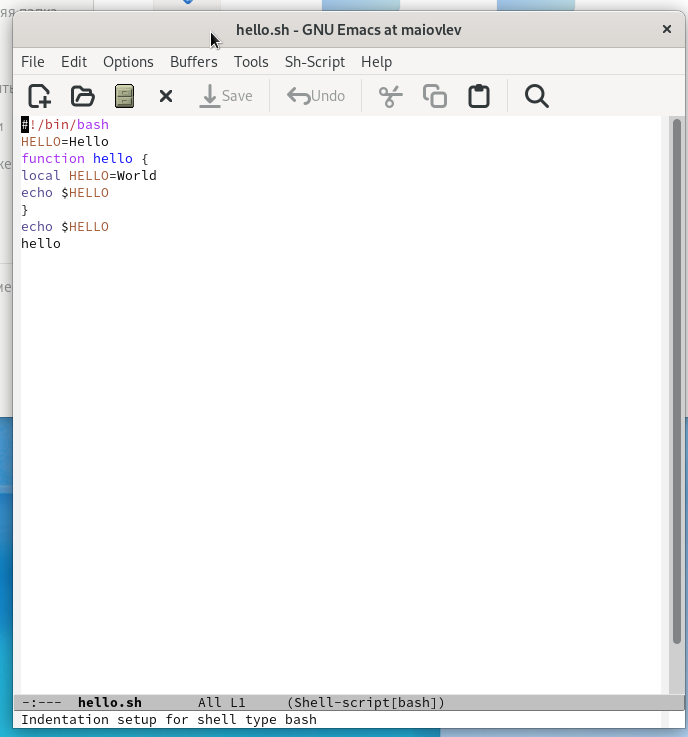 hello.sh - GNU Emacs at maiovlev
File Edit Options Buffers Tools Sh-Script Help
Save Undo
#!/bin/bash
HELLO=Hello
function hello {
local HELLO=World
echo $HELLO
}
echo $HELLO
hello
-:--- hello.sh All L1 (Shell-script[bash])
Indentation setup for shell type bash